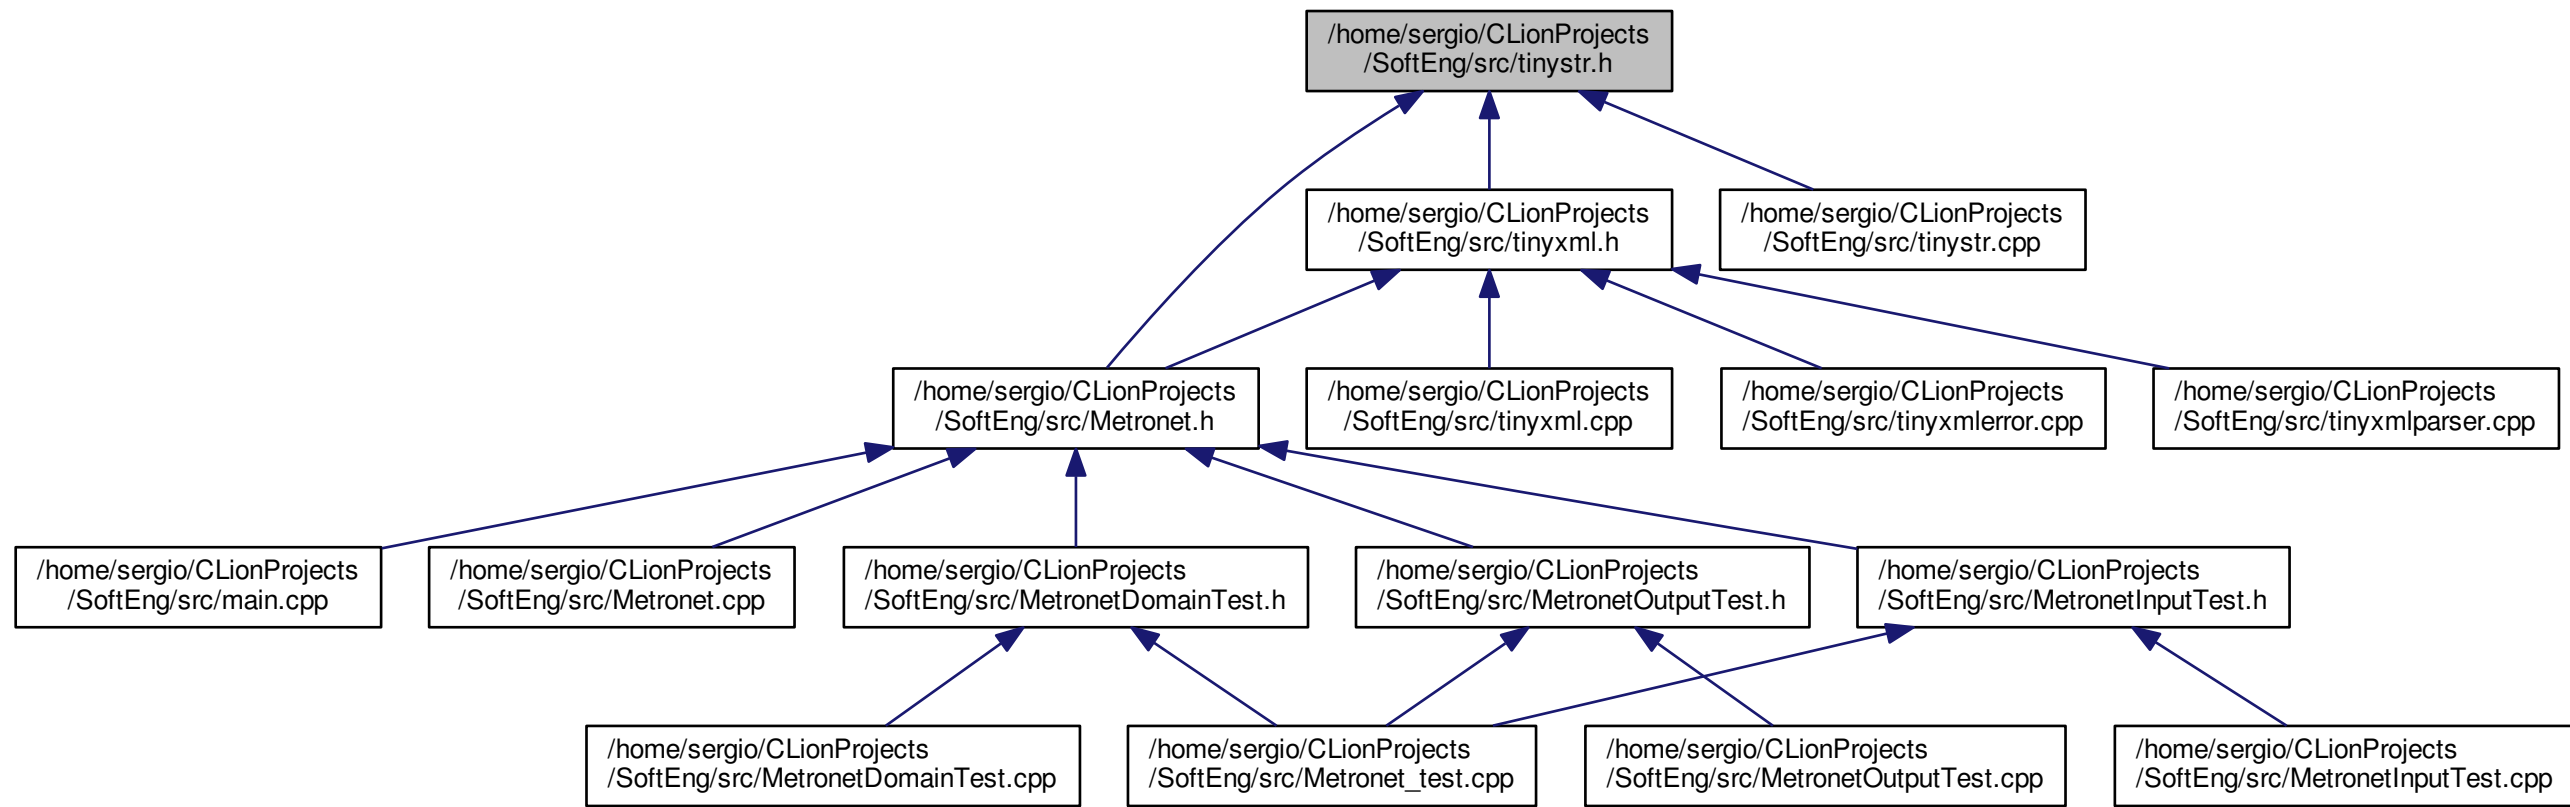 /home/sergio/CLionProjects
/SoftEng/src/tinystr.h
/home/sergio/CLionProjects
/SoftEng/src/tinyxml.h
/home/sergio/CLionProjects
/SoftEng/src/tinystr.cpp
/home/sergio/CLionProjects
/SoftEng/src/Metronet.h
/home/sergio/CLionProjects
/SoftEng/src/tinyxml.cpp
/home/sergio/CLionProjects
/SoftEng/src/tinyxmlerror.cpp
/home/sergio/CLionProjects
/SoftEng/src/tinyxmlparser.cpp
/home/sergio/CLionProjects
/SoftEng/src/main.cpp
/home/sergio/CLionProjects
/SoftEng/src/Metronet.cpp
/home/sergio/CLionProjects
/SoftEng/src/MetronetDomainTest.h
/home/sergio/CLionProjects
/SoftEng/src/MetronetOutputTest.h
/home/sergio/CLionProjects
/SoftEng/src/MetronetInputTest.h
/home/sergio/CLionProjects
/SoftEng/src/MetronetDomainTest.cpp
/home/sergio/CLionProjects
/SoftEng/src/Metronet_test.cpp
/home/sergio/CLionProjects
/SoftEng/src/MetronetOutputTest.cpp
/home/sergio/CLionProjects
/SoftEng/src/MetronetInputTest.cpp